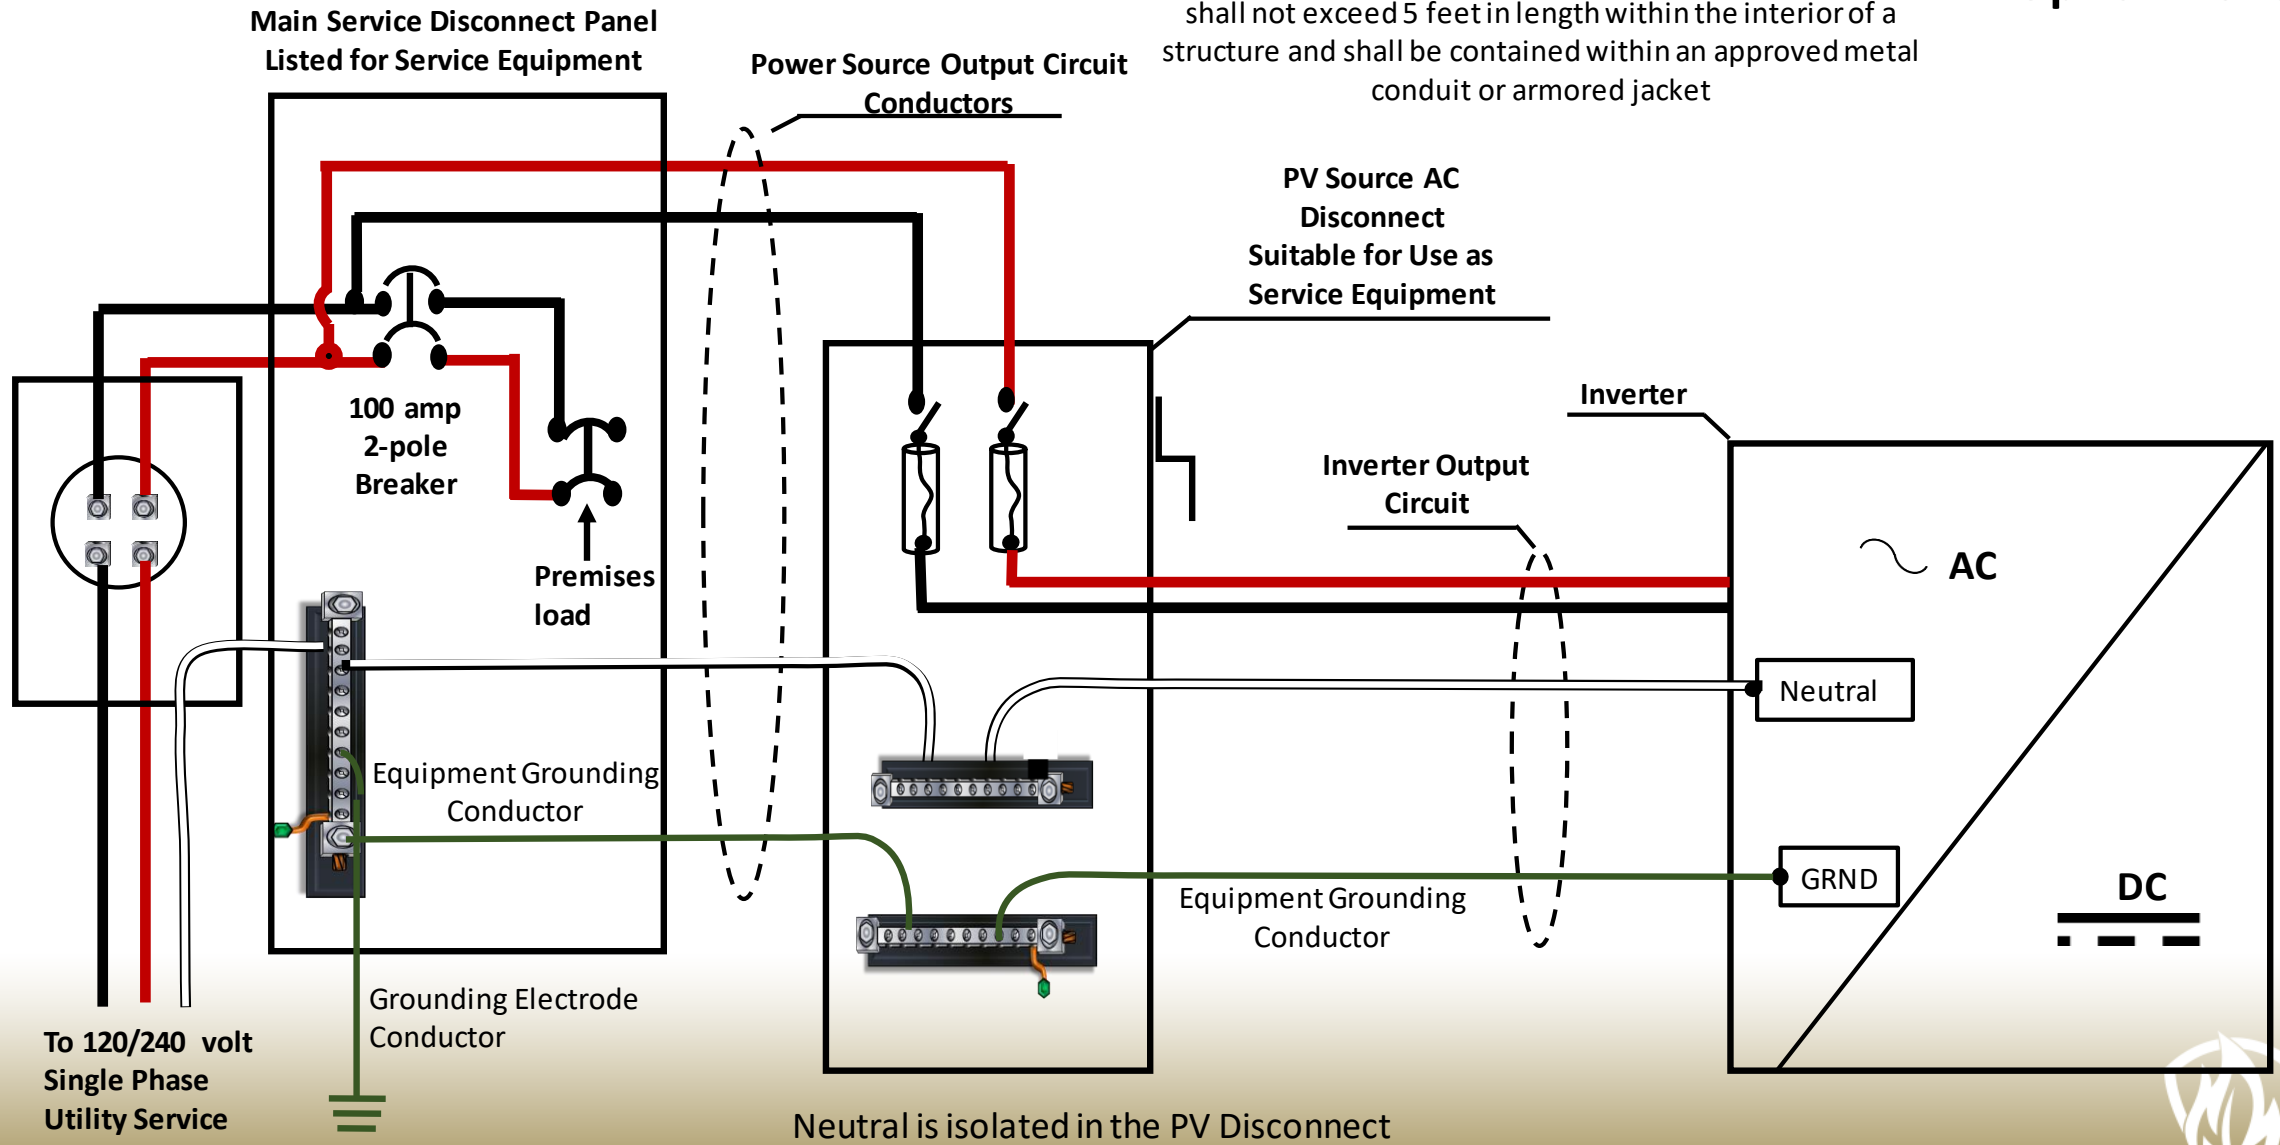 Main Service Disconnect Panel
Listed for Service Equipment
Power Source Output Circuit
Conductors
shall not exceed 5 feet in length within the interior of a
structure and shall be contained within an approved metal
conduit or armored jacket
PV Source AC
Disconnect
Suitable for Use as
Service Equipment
100 amp
2-pole
Breaker
Premises
load
Inverter
Inverter Output
Circuit
AC
Neutral
Equipment Grounding
Conductor
GRND
DC
Equipment Grounding
Conductor
Grounding Electrode
Conductor
To 120/240 volt
Single Phase
Utility Service
Neutral is isolated in the PV Disconnect